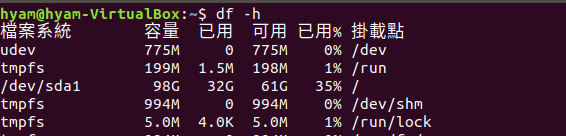 hyam@hyam-VirtualBox:~$ df -h
檔案系統 容量 已用 可用 已用% 掛載點
udev 775M 0 775M 0% /dev
tmpfs 199M 1.5M 198M 1% /run
/dev/sda1 98G 32G 61G 35% /
tmpfs 994M 0 994M 0% /dev/shm
tmpfs 5.0M 4.0K 5.0M 1% /run/lock